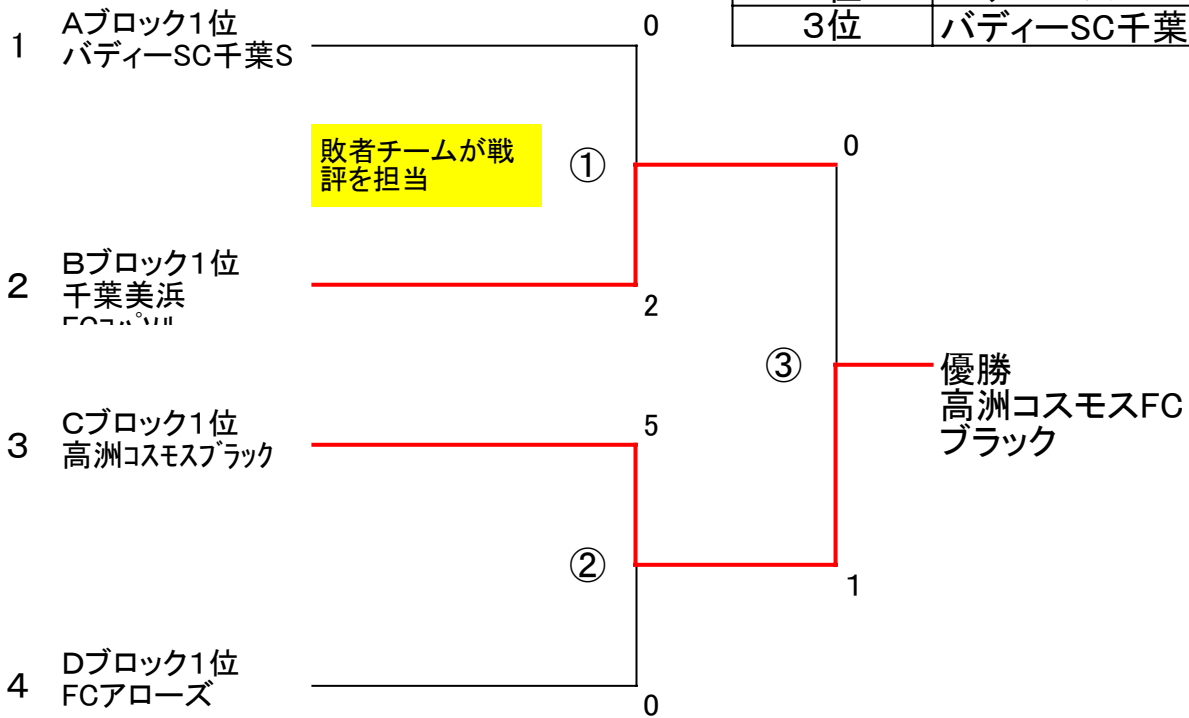 3位 バディーSC千葉
1 Aブロック1位
バディーSC千葉S
0
敗者チームが戦
評を担当
①
0
2 Bブロック1位
千葉美浜
2
③
優勝
高洲コスモスFC
ブラック
3 Cブロック1位
高洲コスモスブラック
5
②
1
4 Dブロック1位
FCアローズ
0